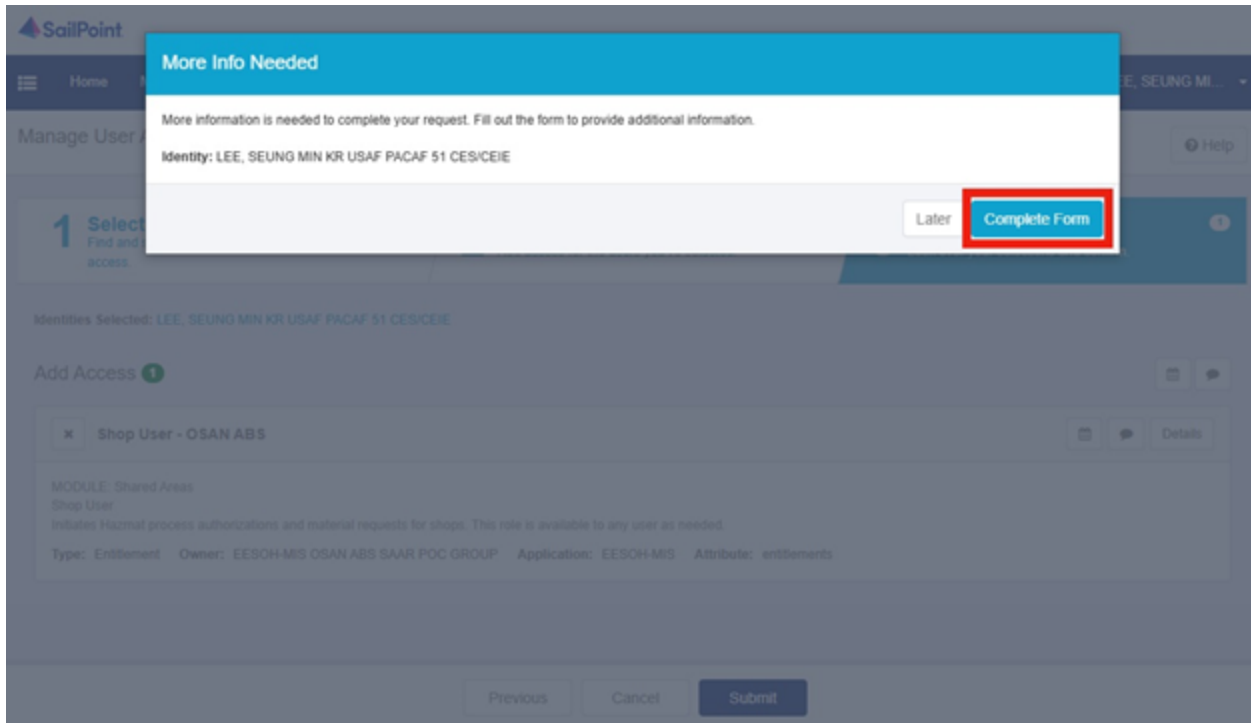 SailPoint
More Info Needed
Home
E, SEUNG MI...
More information is needed to complete your request. Fill out the form to provide additional information.
Manage User
Help
Identity: LEE, SEUNG MIN KR USAF PACAF 51 CES/CEIE
Later
Complete Form
1 Select
Find and
access.
1
Identities Selected: LEE, SEUNG MIN KR USAF PACAF 51 CES/CEIE
Add Access 1
Shop User - OSAN ABS
Details
MODULE: Shared Areas
Shop User
Initiates Hazmat process authorizations and material requests for shops. This role is available to any user as needed.
Type: Entitlement Owner: EESOH-MIS OSAN ABS SAAR POC GROUP Application: EESOH-MIS Attribute: entitlements
Previous
Cancel
Submit